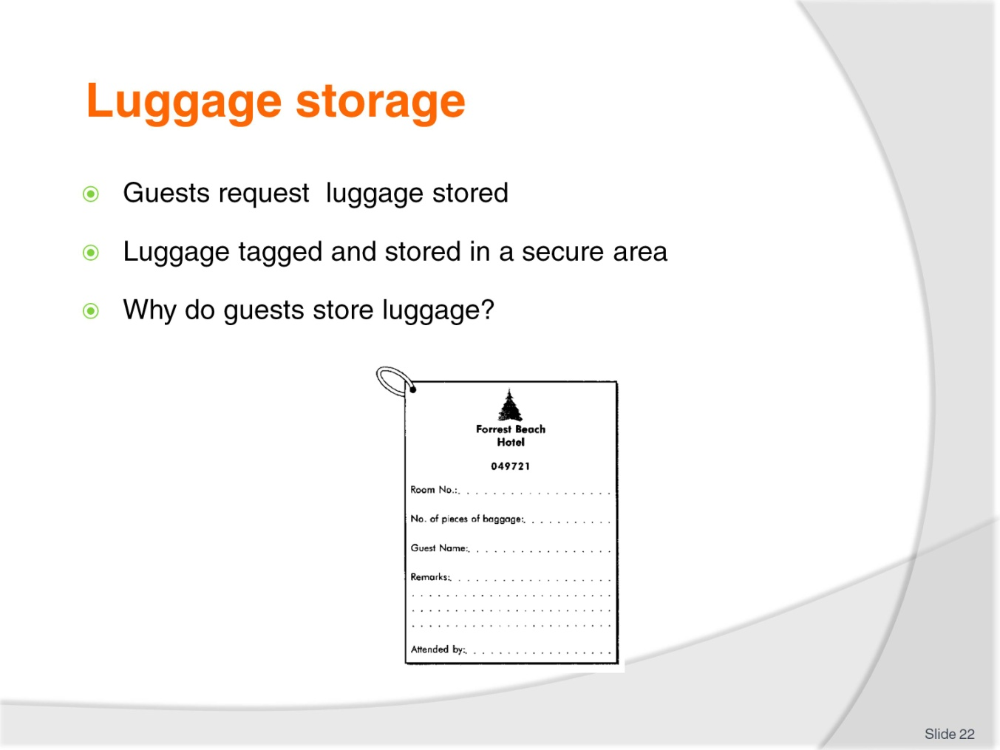 Luggage storage
Guests request  luggage stored
Luggage tagged and stored in a secure area
Why do guests store luggage?
Forrest Beach
Hotel
049721
Room No.:
No. of pieces of baggage:
Guest Name:
Remarks:
Attended by:
Slide 22